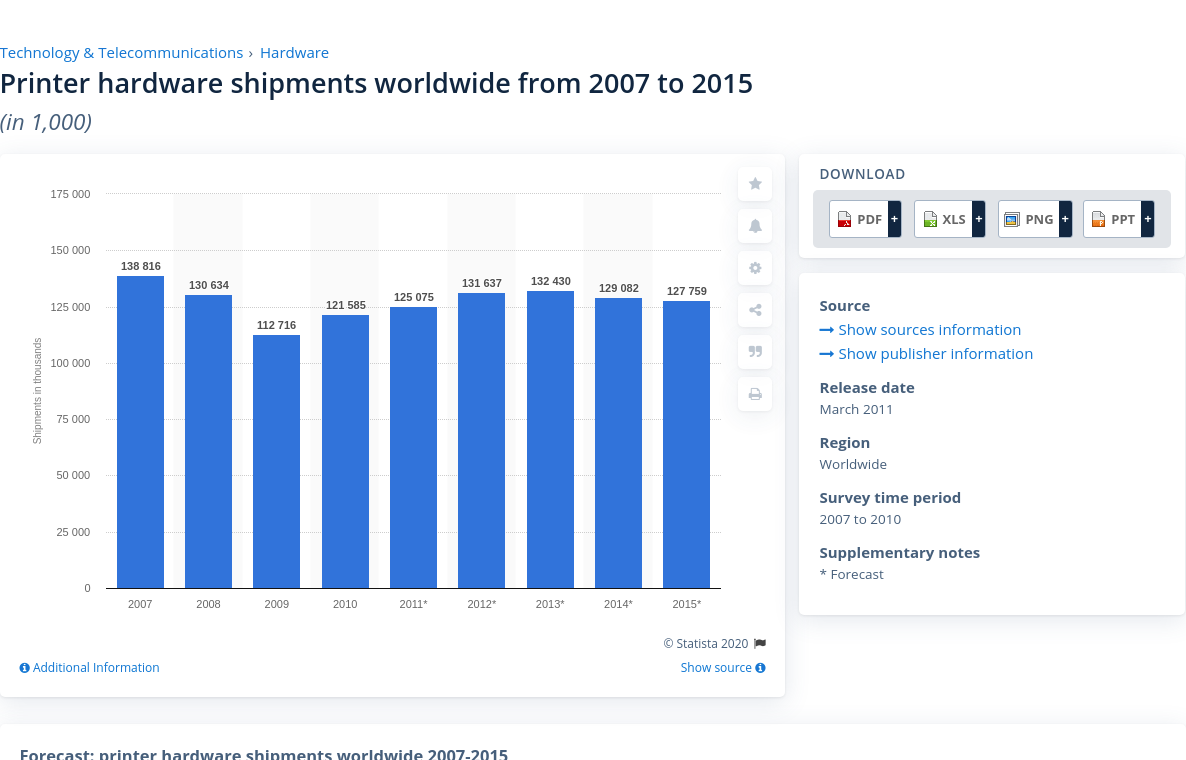 Technology & Telecommunications › Hardware
Printer hardware shipments worldwide from 2007 to 2015
(in 1,000)
175 000
150 000
125 000
100 000
75 000
50 000
25 000
0
Shipments in thousands
138 816
130 634
112 716
121 585
125 075
131 637
132 430
129 082
127 759
2007
2008
2009
2010
2011*
2012*
2013*
2014*
2015*
© Statista 2020
Additional Information
Show source
DOWNLOAD
PDF +
XLS +
PNG +
PPT +
Source
Show sources information
Show publisher information
Release date
March 2011
Region
Worldwide
Survey time period
2007 to 2010
Supplementary notes
* Forecast
Forecast: printer hardware shipments worldwide 2007-2015